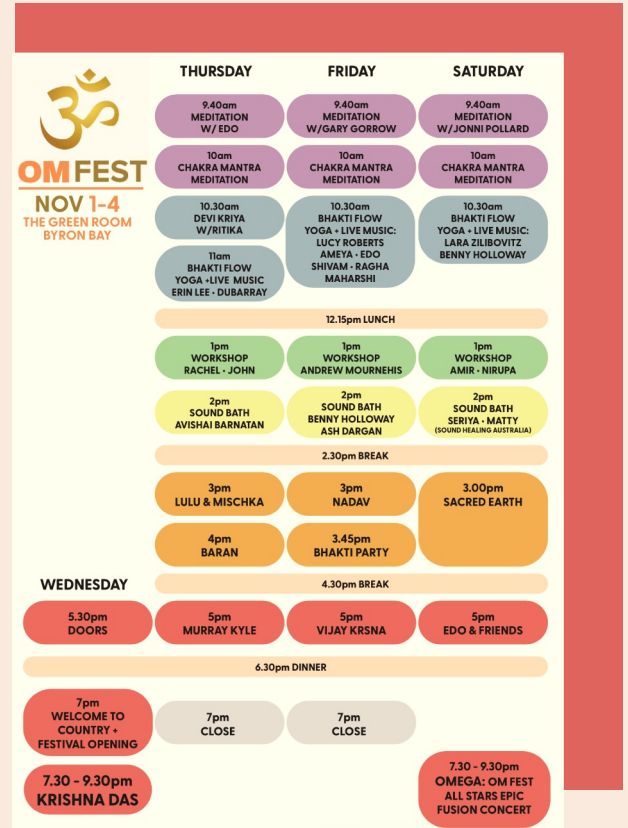 THURSDAY
FRIDAY
SATURDAY
ॐ
OM FEST
NOV 1-4
THE GREEN ROOM
BYRON BAY
9.40am
MEDITATION
W/ EDO
9.40am
MEDITATION
W/GARY GORROW
9.40am
MEDITATION
W/JONNI POLLARD
10am
CHAKRA MANTRA
MEDITATION
10am
CHAKRA MANTRA
MEDITATION
10am
CHAKRA MANTRA
MEDITATION
10.30am
DEVI KRIYA
W/RITIKA
11am
BHAKTI FLOW
YOGA +LIVE MUSIC
ERIN LEE • DUBARRAY
10.30am
BHAKTI FLOW
YOGA + LIVE MUSIC:
LUCY ROBERTS
AMEYA • EDO
SHIVAM • RAGHA
MAHARSHI
10.30am
BHAKTI FLOW
YOGA + LIVE MUSIC:
LARA ZILIBOVITZ
BENNY HOLLOWAY
12.15pm LUNCH
1pm
WORKSHOP
RACHEL • JOHN
1pm
WORKSHOP
ANDREW MOURNEHIS
1pm
WORKSHOP
AMIR • NIRUPA
2pm
SOUND BATH
AVISHAI BARNATAN
2pm
SOUND BATH
BENNY HOLLOWAY
ASH DARGAN
2pm
SOUND BATH
SERIYA • MATTY
(SOUND HEALING AUSTRALIA)
2.30pm BREAK
3pm
LULU & MISCHKA
3pm
NADAV
3.00pm
SACRED EARTH
4pm
BARAN
3.45pm
BHAKTI PARTY
WEDNESDAY
4.30pm BREAK
5.30pm
DOORS
5pm
MURRAY KYLE
5pm
VIJAY KRSNA
5pm
EDO & FRIENDS
6.30pm DINNER
7pm
WELCOME TO
COUNTRY +
FESTIVAL OPENING
7pm
CLOSE
7pm
CLOSE
7.30 - 9.30pm
KRISHNA DAS
7.30 - 9.30pm
OMEGA: OM FEST
ALL STARS EPIC
FUSION CONCERT